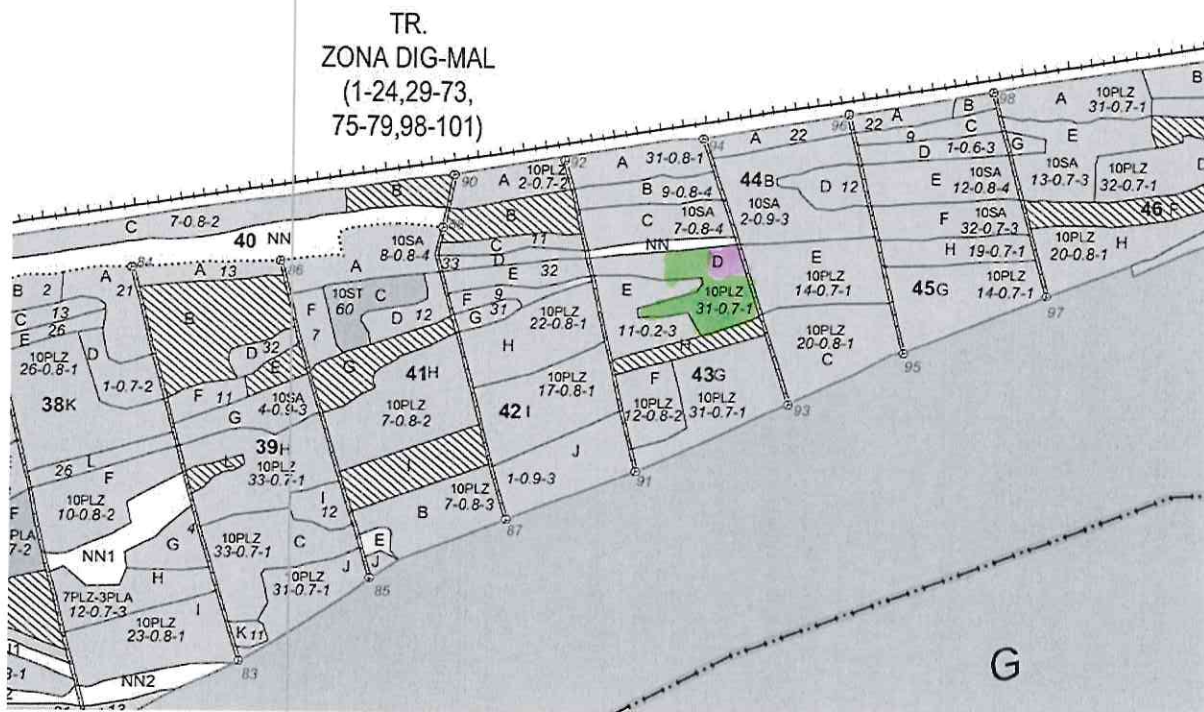 TR.
ZONA DIG-MAL
(1-24,29-73,
75-79,98-101)
C 7-0.8-2
B
90
A
10PLZ
2-0.7-2
92
A
31-0.8-1
94
A
22
96
22
A
B
98
A
10PLZ
31-0.7-1
B
40 NN
88
B
B
9-0.8-4
44B
9
C
D
1-0.6-3
G
E
D 12
E
10SA
12-0.8-4
10SA
13-0.7-3
10PLZ
32-0.7-1
D
C
10SA
7-0.8-4
10SA
2-0.9-3
F
10SA
32-0.7-3
46 F
84
A 13
86
A
10SA
8-0.8-4
33
C
11
D
E
32
NN
D
E
H
19-0.7-1
10PLZ
20-0.8-1
H
B 2
21
C
13
E
26
B
F
7
10ST
60
C
D 12
F
9
G
31
10PLZ
22-0.8-1
E
10PLZ
31-0.7-1
11-0.2-3
10PLZ
14-0.7-1
45G
10PLZ
14-0.7-1
97
10PLZ
26-0.8-1
D
1-0.7-2
D
32
E
G
H
H
10PLZ
20-0.8-1
C
95
38K
F 11
10SA
4-0.9-3
41H
10PLZ
7-0.8-2
42 I
10PLZ
17-0.8-1
F
10PLZ
12-0.8-2
43G
10PLZ
31-0.7-1
93
G
39H
26
L
F
L
10PLZ
33-0.7-1
I
J
1-0.9-3
91
F
10PLZ
10-0.8-2
I
12
B
10PLZ
7-0.8-3
87
NN1
4
G
10PLZ
33-0.7-1
C
E
J
J
85
H
10PLZ
31-0.7-1
7PLZ-3PLA
12-0.7-3
I
10PLZ
23-0.8-1
K 11
83
NN2
13
G